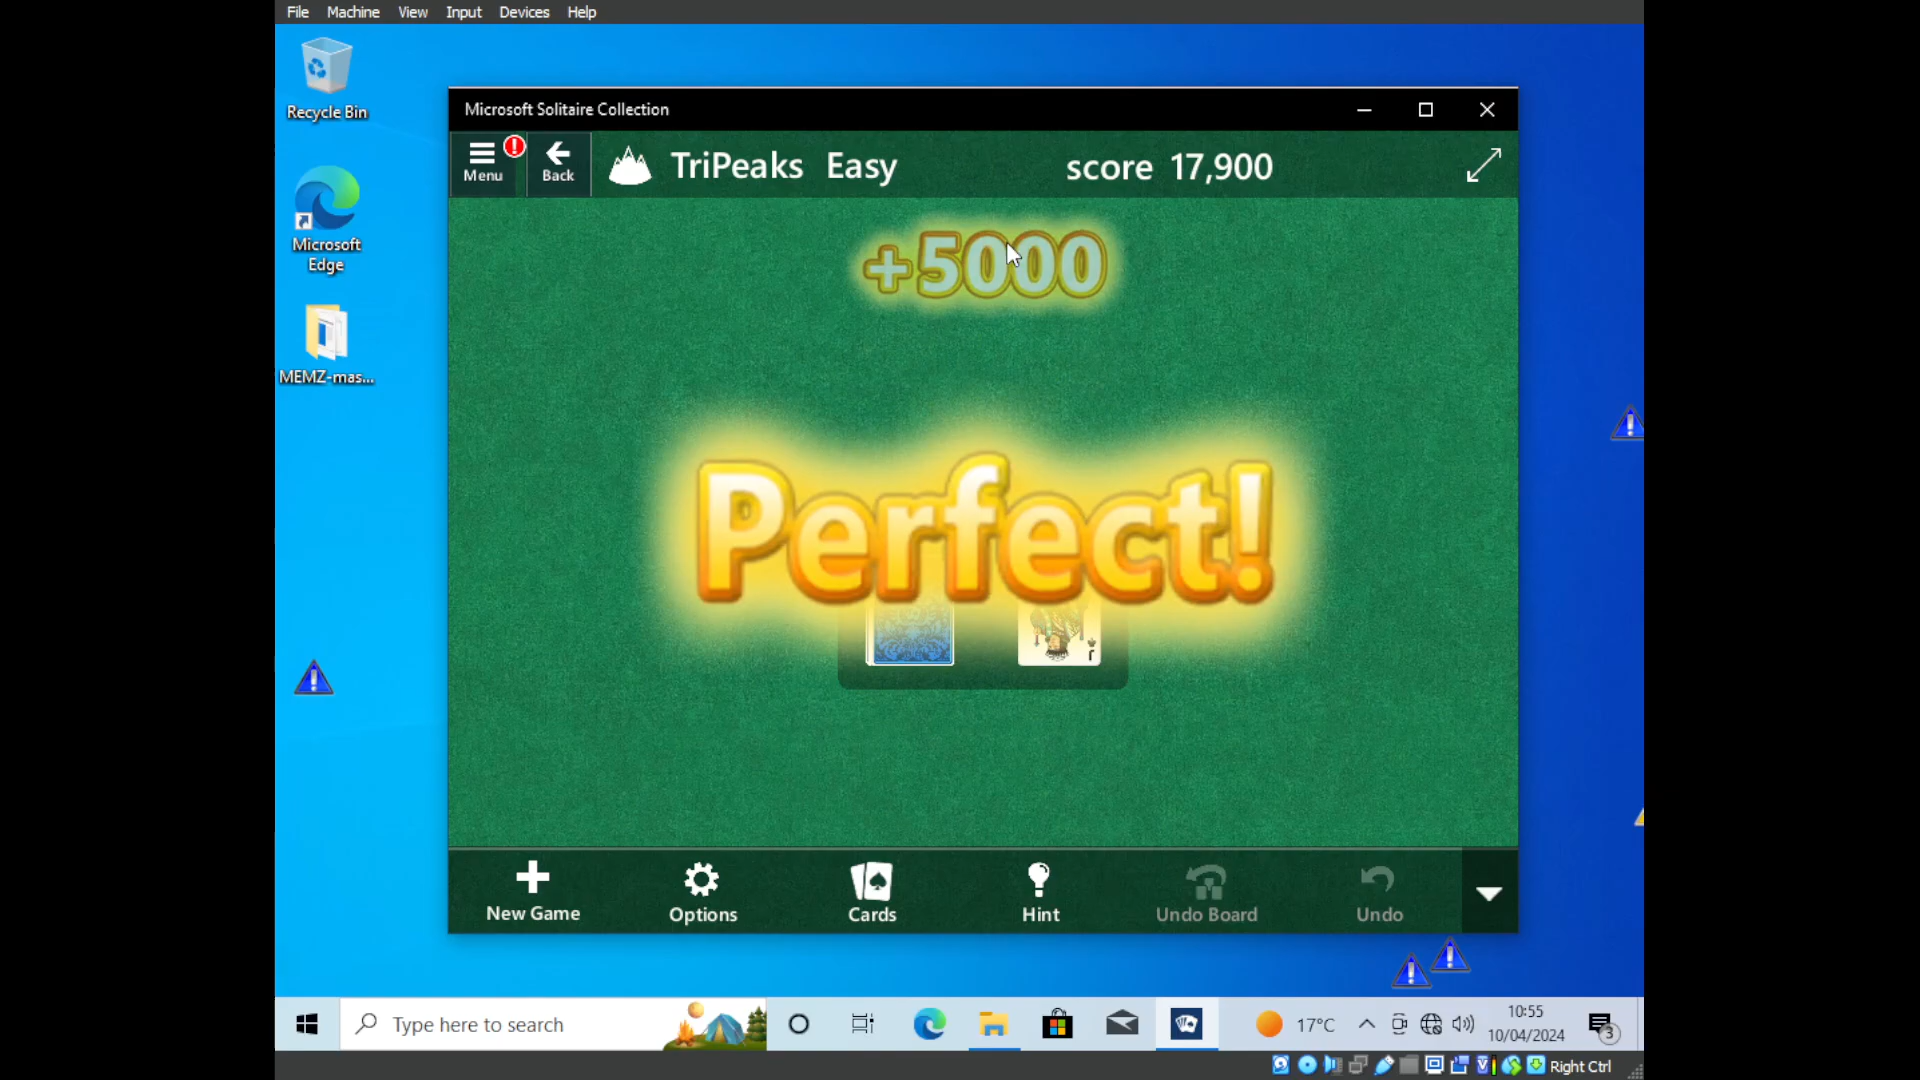 File Machine View Input Devices Help
Recycle Bin
Microsoft Solitaire Collection
Menu
Back
TriPeaks Easy
score 17,900
Microsoft
Edge
+5000
MEMZ-mas...
Perfect!
J
New Game
Options
Cards
Hint
Undo Board
Undo
Type here to search
17°C
10:55
10/04/2024
3
Right Ctrl